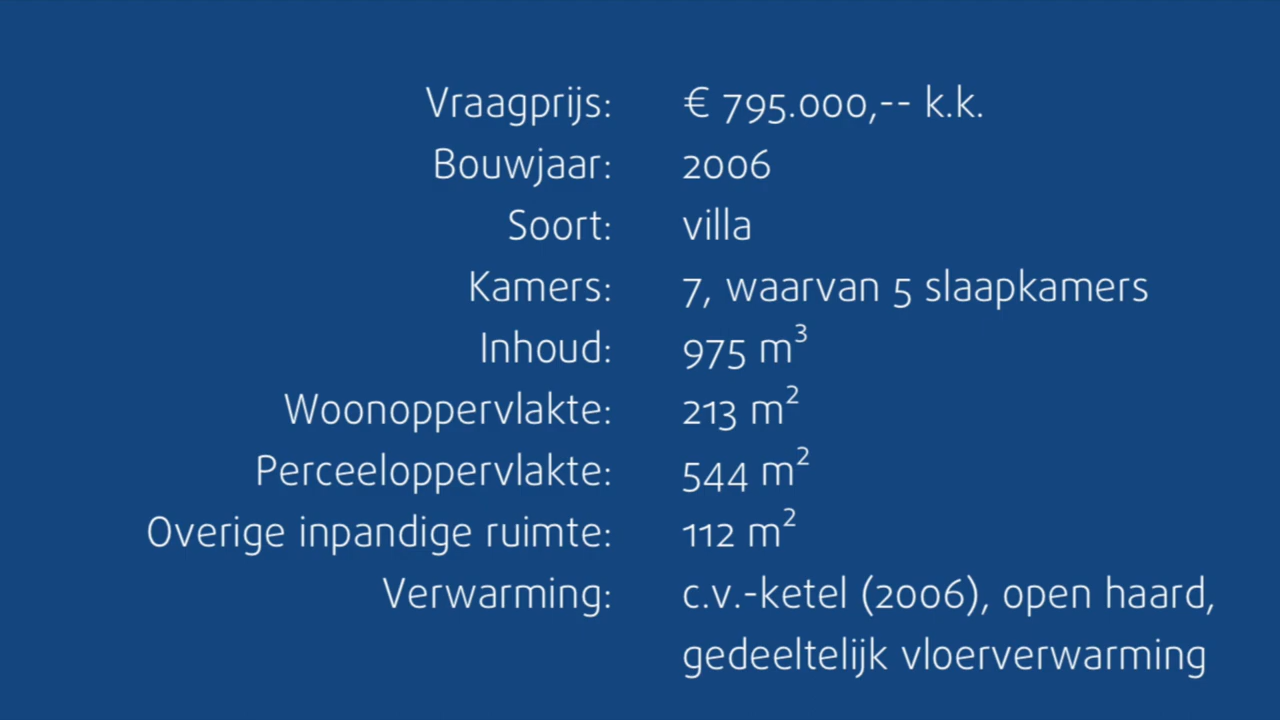 Vraagprijs: € 795.000,-- k.k.
Bouwjaar: 2006
Soort: villa
Kamers: 7, waarvan 5 slaapkamers
Inhoud: 975 m³
Woonoppervlakte: 213 m²
Perceeloppervlakte: 544 m²
Overige inpandige ruimte: 112 m²
Verwarming: c.v.-ketel (2006), open haard,
gedeeltelijk vloerverwarming